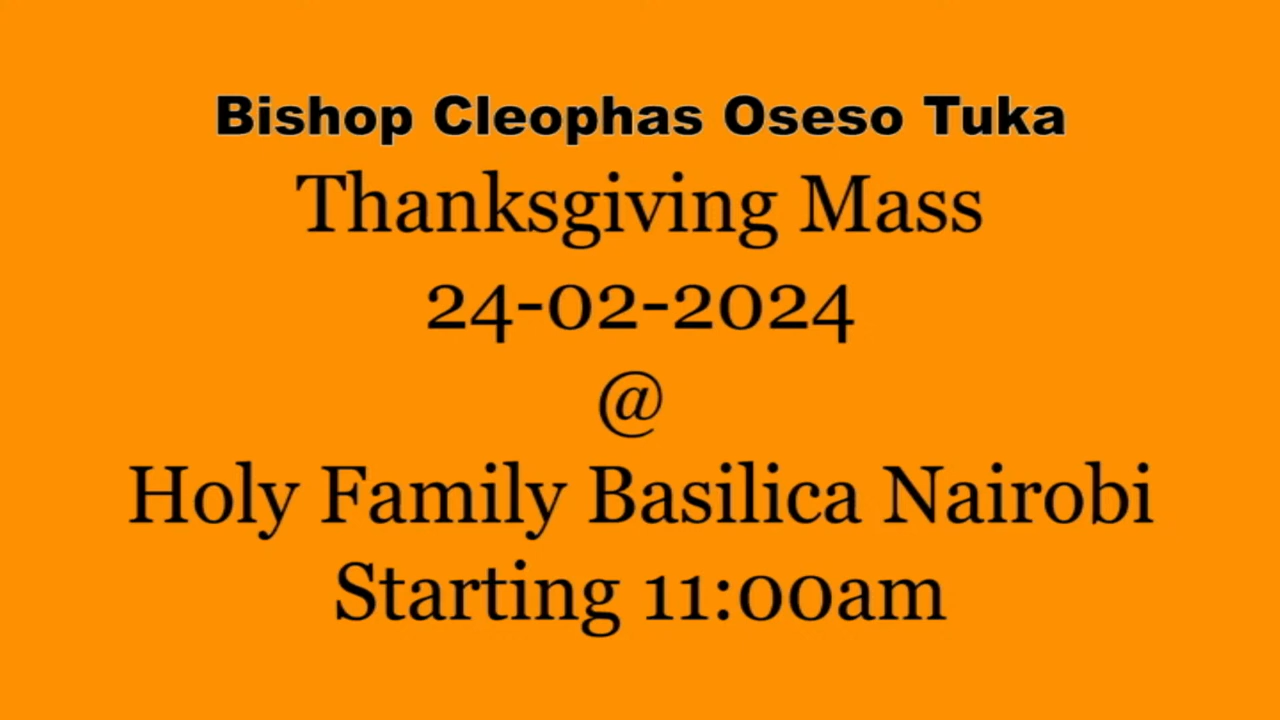 Bishop Cleophas Oseso Tuka
Thanksgiving Mass
24-02-2024
@
Holy Family Basilica Nairobi
Starting 11:00am